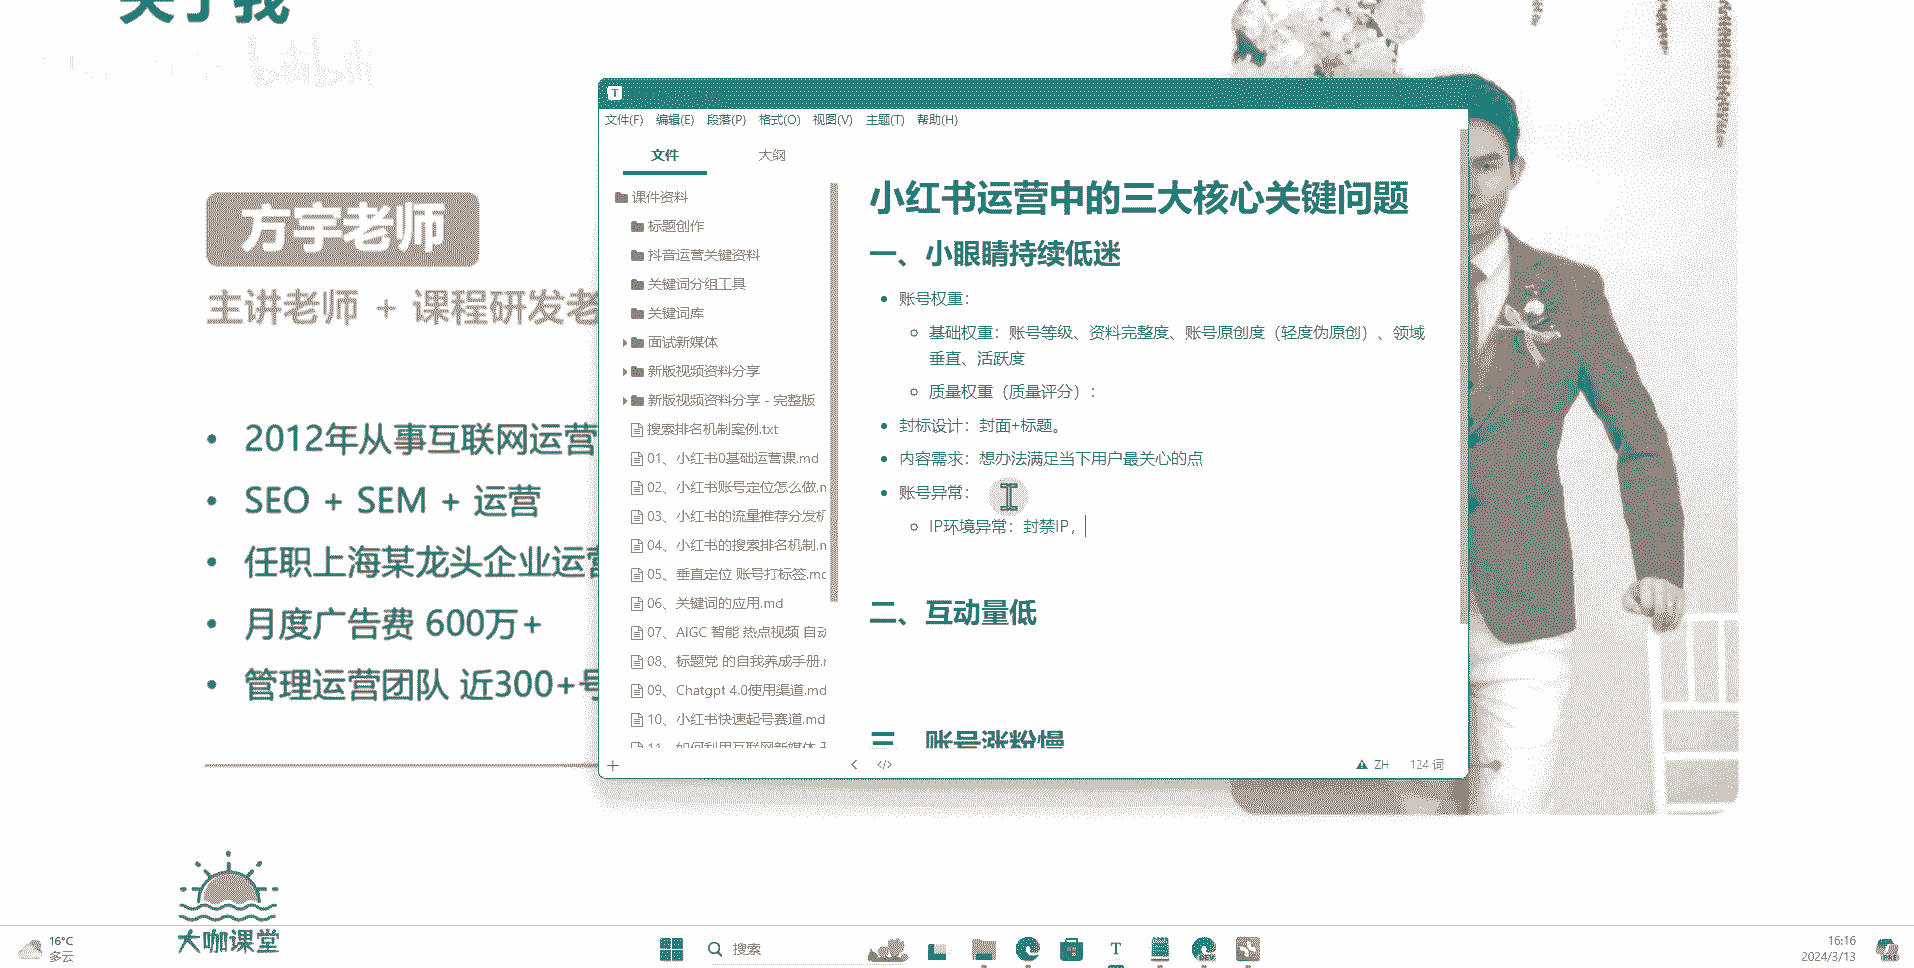 关于我
方宇老师
主讲老师 + 课程研发老
• 2012年从事互联网运营
• SEO + SEM + 运营
• 任职上海某龙头企业运营
• 月度广告费 600万+
• 管理运营团队 近300+号
大咖课堂
文件(F) 编辑(E) 段落(P) 格式(O) 视图(V) 主题(T) 帮助(H)
文件 大纲
课件资料
标题创作
抖音运营关键资料
关键词分组工具
关键词库
面试新媒体
新版视频资料分享
新版视频资料分享 - 完整版
搜索排名机制案例.txt
01、小红书0基础运营课.md
02、小红书账号定位怎么做.m
03、小红书的流量推荐分发机
04、小红书的搜索排名机制.m
05、垂直定位 账号打标签.mc
06、关键词的应用.md
07、AIGC 智能 热点视频 自动
08、标题党 的自我养成手册.r
09、Chatgpt 4.0使用渠道.md
10、小红书快速起号赛道.md
11、如何利用互联网新媒体
小红书运营中的三大核心关键问题
一、小眼睛持续低迷
• 账号权重：
基础权重：账号等级、资料完整度、账号原创度（轻度伪原创）、领域
垂直、活跃度
质量权重（质量评分）：
• 封标设计：封面+标题。
• 内容需求：想办法满足当下用户最关心的点
• 账号异常：
IP环境异常：封禁IP，
二、互动量低
三、账号涨粉慢
ZH 124 词
16°C
多云
搜索
16:16
2024/3/13